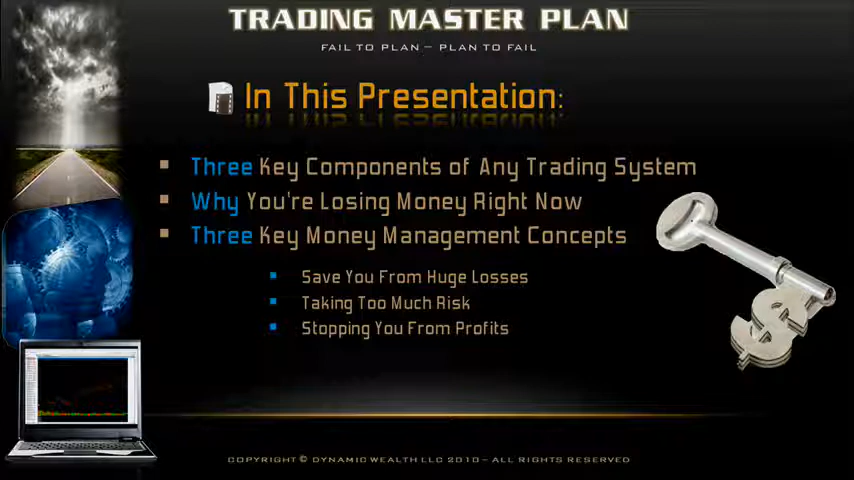 TRADING MASTER PLAN
FAIL TO PLAN – PLAN TO FAIL
In This Presentation:
Three Key Components of Any Trading System
Why You're Losing Money Right Now
Three Key Money Management Concepts
Save You From Huge Losses
Taking Too Much Risk
Stopping You From Profits
COPYRIGHT © DYNAMIC WEALTH LLC 2010 – ALL RIGHTS RESERVED